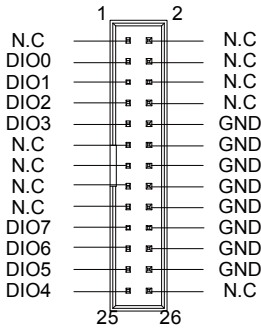 1 2
N.C N.C
DIO0 N.C
DIO1 N.C
DIO2 N.C
DIO3 GND
N.C GND
N.C GND
N.C GND
N.C GND
DIO7 GND
DIO6 GND
DIO5 GND
DIO4 N.C
25 26